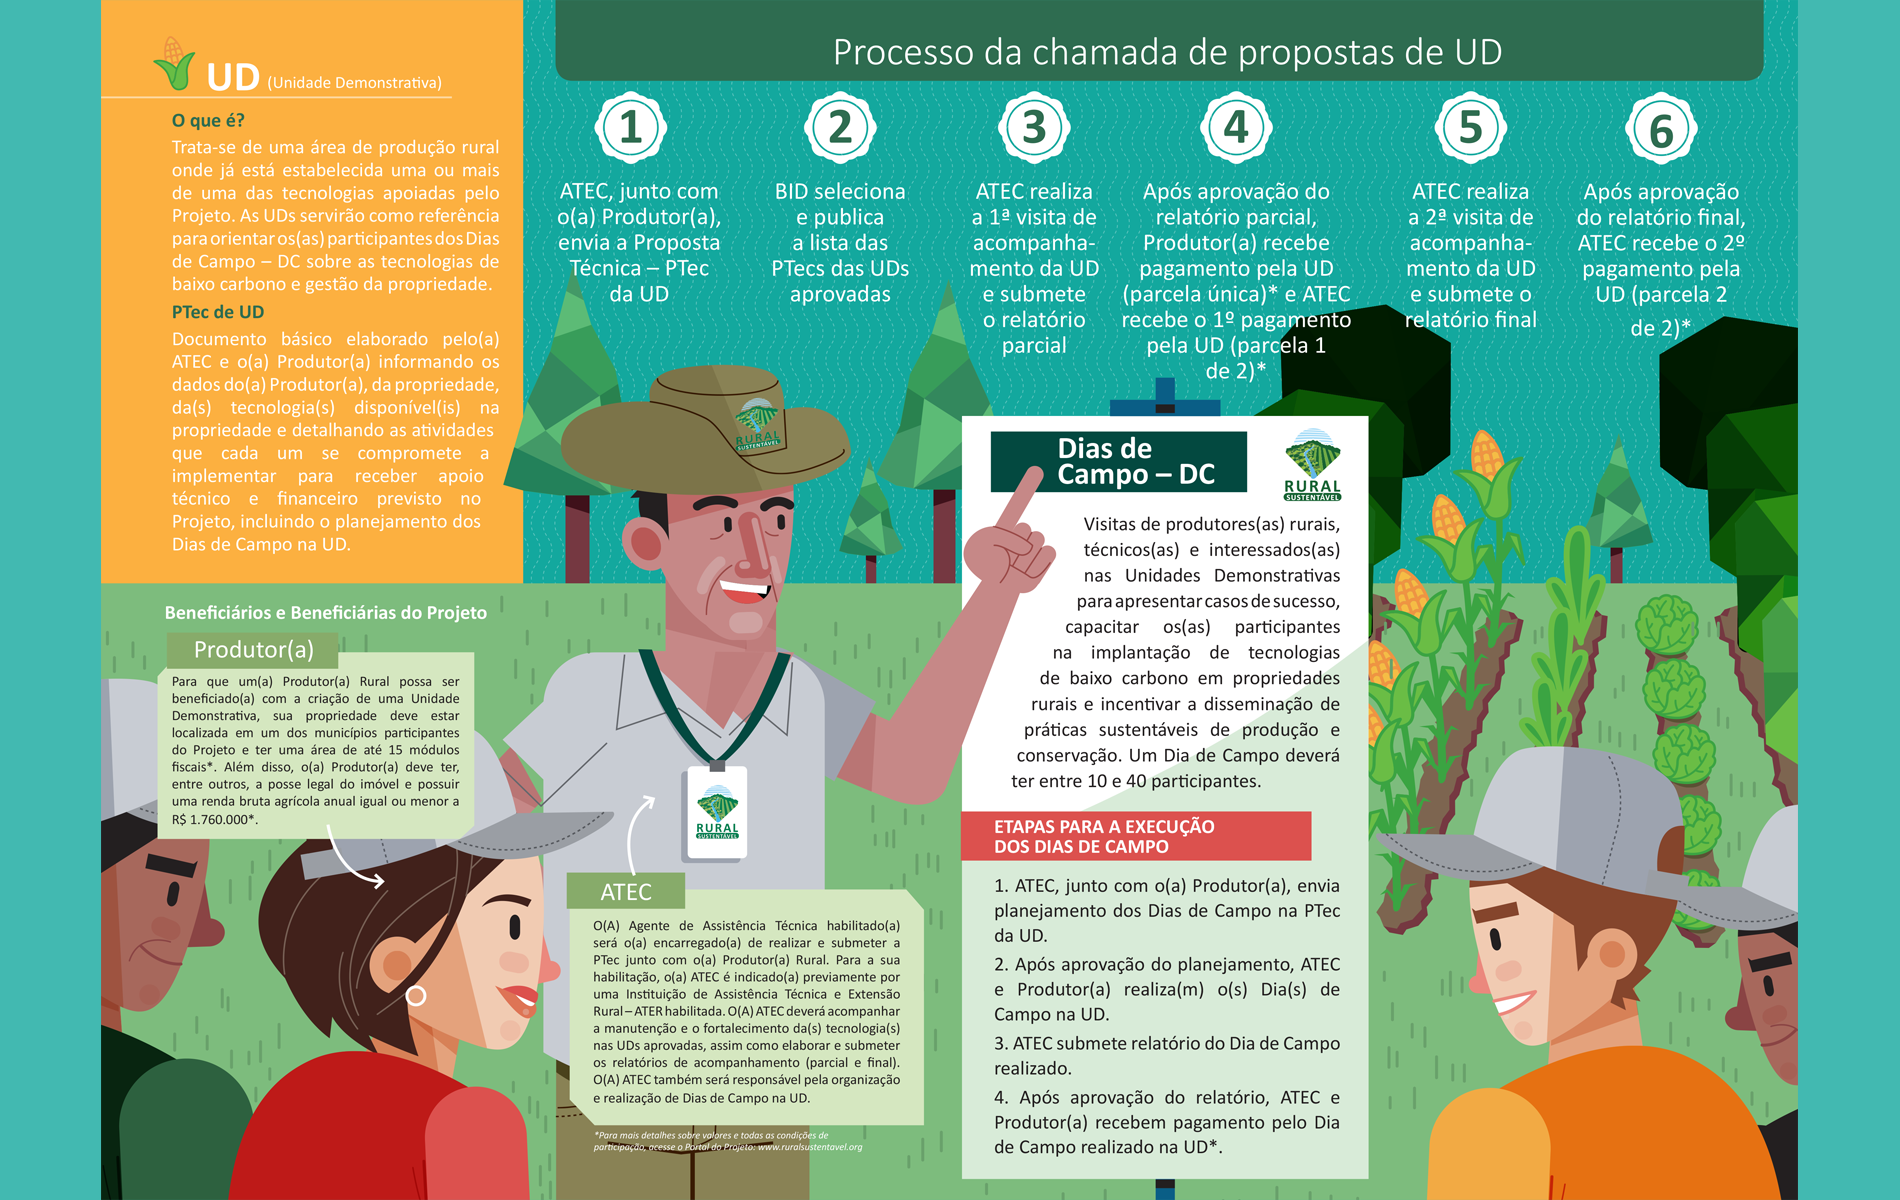 UD (Unidade Demonstrativa)
O que é?
Trata-se de uma área de produção rural
onde já está estabelecida uma ou mais
de uma das tecnologias apoiadas pelo
Projeto. As UDs servirão como referência
para orientar os(as) participantes dos Dias
de Campo – DC sobre as tecnologias de
baixo carbono e gestão da propriedade.
PTec de UD
Documento básico elaborado pelo(a)
ATEC e o(a) Produtor(a) informando os
dados do(a) Produtor(a), da propriedade,
da(s) tecnologia(s) disponível(is) na
propriedade e detalhando as atividades
que cada um se compromete a
implementar para receber apoio
técnico e financeiro previsto no
Projeto, incluindo o planejamento dos
Dias de Campo na UD.
Processo da chamada de propostas de UD
1
ATEC, junto com
o(a) Produtor(a),
envia a Proposta
Técnica – PTec
da UD
2
BID seleciona
e publica
a lista das
PTecs das UDs
aprovadas
3
ATEC realiza
a 1ª visita de
acompanha-
mento da UD
e submete
o relatório
parcial
4
Após aprovação do
relatório parcial,
Produtor(a) recebe
pagamento pela UD
(parcela única)* e ATEC
recebe o 1º pagamento
pela UD (parcela 1
de 2)*
5
ATEC realiza
a 2ª visita de
acompanha-
mento da UD
e submete o
relatório final
6
Após aprovação
do relatório final,
ATEC recebe o 2º
pagamento pela
UD (parcela 2
de 2)*
RURAL
SUSTENTÁVEL
Beneficiários e Beneficiárias do Projeto
Produtor(a)
Para que um(a) Produtor(a) Rural possa ser
beneficiado(a) com a criação de uma Unidade
Demonstrativa, sua propriedade deve estar
localizada em um dos municípios participantes
do Projeto e ter uma área de até 15 módulos
fiscais*. Além disso, o(a) Produtor(a) deve ter,
entre outros, a posse legal do imóvel e possuir
uma renda bruta agrícola anual igual ou menor a
R$ 1.760.000*.
RURAL
SUSTENTÁVEL
ATEC
O(A) Agente de Assistência Técnica habilitado(a)
será o(a) encarregado(a) de realizar e submeter a
PTec junto com o(a) Produtor(a) Rural. Para a sua
habilitação, o(a) ATEC é indicado(a) previamente por
uma Instituição de Assistência Técnica e Extensão
Rural – ATER habilitada. O(A) ATEC deverá acompanhar
a manutenção e o fortalecimento da(s) tecnologia(s)
nas UDs aprovadas, assim como elaborar e submeter
os relatórios de acompanhamento (parcial e final).
O(A) ATEC também será responsável pela organização
e realização de Dias de Campo na UD.
*Para mais detalhes sobre valores e todas as condições de
participação, acesse o Portal do Projeto: www.ruralsustentavel.org
Dias de
Campo – DC
RURAL
SUSTENTÁVEL
Visitas de produtores(as) rurais,
técnicos(as) e interessados(as)
nas Unidades Demonstrativas
para apresentar casos de sucesso,
capacitar os(as) participantes
na implantação de tecnologias
de baixo carbono em propriedades
rurais e incentivar a disseminação de
práticas sustentáveis de produção e
conservação. Um Dia de Campo deverá
ter entre 10 e 40 participantes.
ETAPAS PARA A EXECUÇÃO
DOS DIAS DE CAMPO
1. ATEC, junto com o(a) Produtor(a), envia
planejamento dos Dias de Campo na PTec
da UD.
2. Após aprovação do planejamento, ATEC
e Produtor(a) realiza(m) o(s) Dia(s) de
Campo na UD.
3. ATEC submete relatório do Dia de Campo
realizado.
4. Após aprovação do relatório, ATEC e
Produtor(a) recebem pagamento pelo Dia
de Campo realizado na UD*.